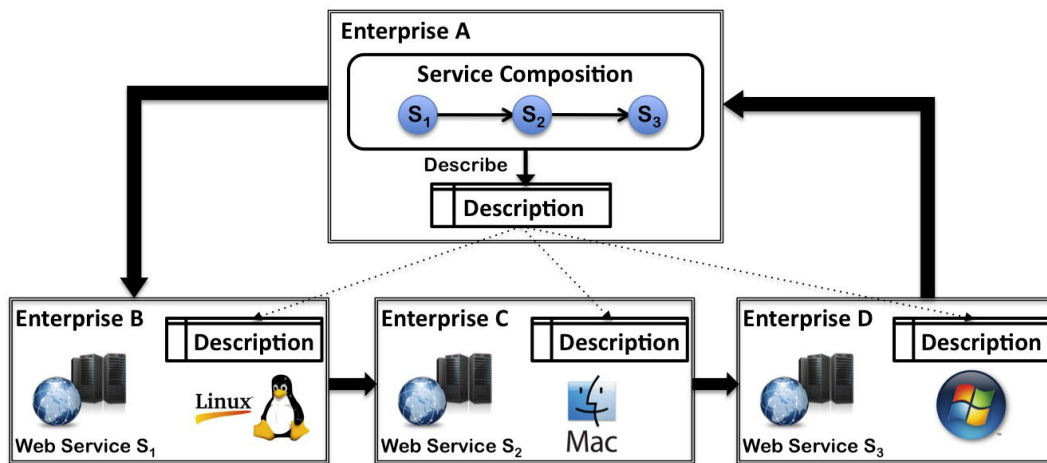 Enterprise A
Service Composition
S₁
S₂
S₃
Describe
Description
Enterprise B
Description
Linux
Web Service S₁
Enterprise C
Description
Mac
Web Service S₂
Enterprise D
Description
Web Service S₃